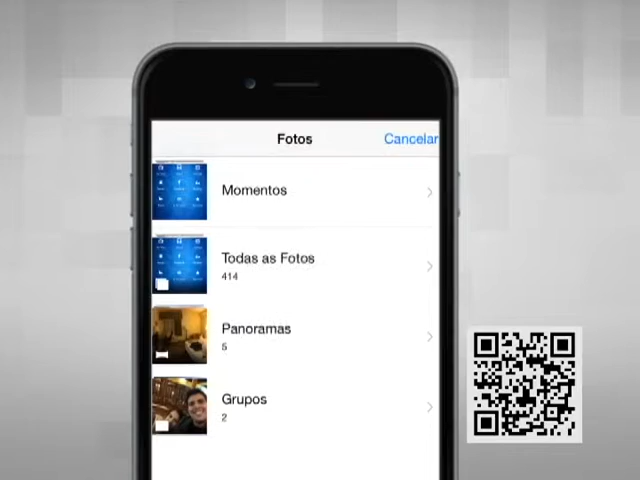 Fotos
Cancelar
Momentos
Todas as Fotos
414
Panoramas
5
Grupos
2